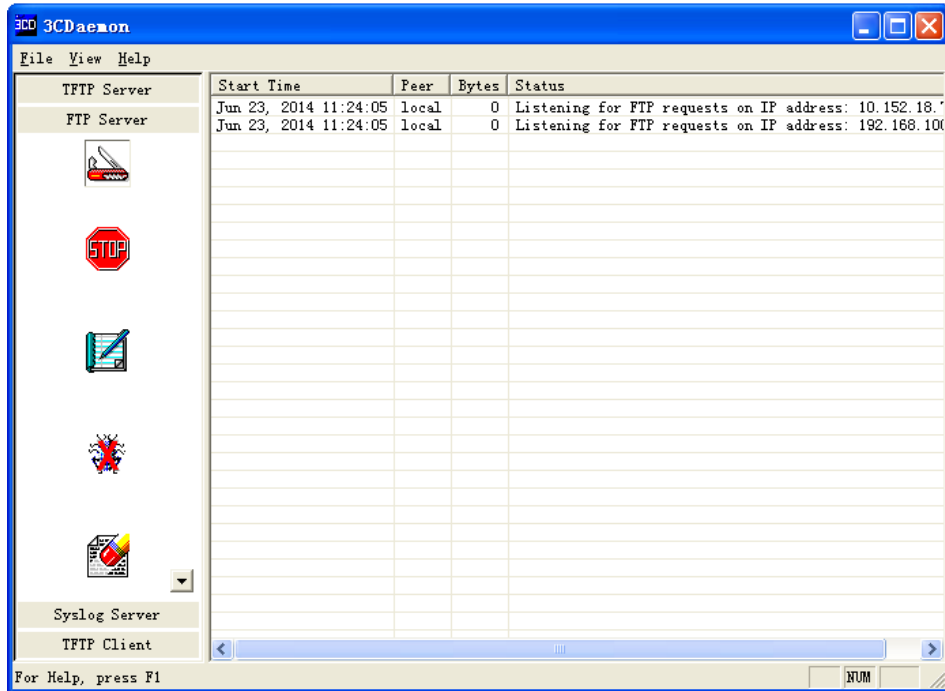 3CD 3CDaemon
File View Help
TFTP Server
FTP Server
STOP
Syslog Server
TFTP Client
Start Time Peer Bytes Status
Jun 23, 2014 11:24:05 local 0 Listening for FTP requests on IP address: 10.152.18.
Jun 23, 2014 11:24:05 local 0 Listening for FTP requests on IP address: 192.168.100
For Help, press F1
NUM